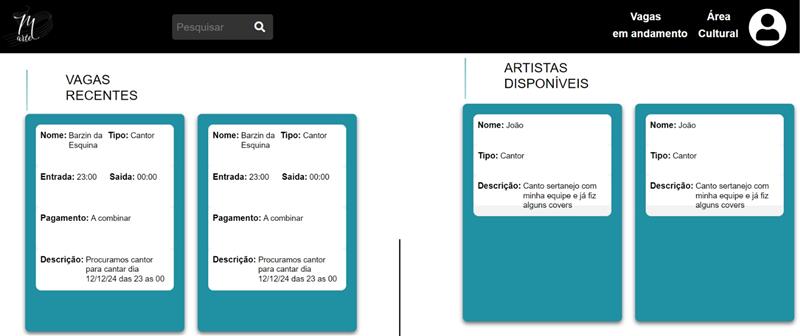 M
arte
Pesquisar
Vagas
em andamento
Área
Cultural
VAGAS
RECENTES
Nome: Barzin da Esquina Tipo: Cantor
Entrada: 23:00 Saida: 00:00
Pagamento: A combinar
Descrição: Procuramos cantor
para cantar dia
12/12/24 das 23 as 00
Nome: Barzin da Esquina Tipo: Cantor
Entrada: 23:00 Saida: 00:00
Pagamento: A combinar
Descrição: Procuramos cantor
para cantar dia
12/12/24 das 23 as 00
ARTISTAS
DISPONÍVEIS
Nome: João
Tipo: Cantor
Descrição: Canto sertanejo com
minha equipe e já fiz
alguns covers
Nome: João
Tipo: Cantor
Descrição: Canto sertanejo com
minha equipe e já fiz
alguns covers